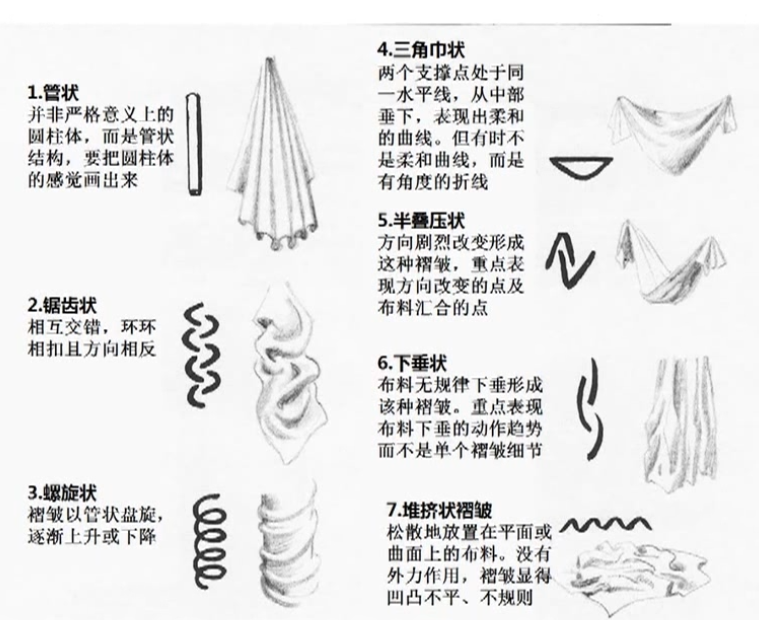 1.管状
并非严格意义上的
圆柱体，而是管状
结构，要把圆柱体
的感觉画出来
2.锯齿状
相互交错，环环
相扣且方向相反
3.螺旋状
褶皱以管状盘旋，
逐渐上升或下降
4.三角巾状
两个支撑点处于同
一水平线，从中部
垂下，表现出柔和
的曲线。但有时不
是柔和曲线，而是
有角度的折线
5.半叠压状
方向剧烈改变形成
这种褶皱，重点表
现方向改变的点及
布料汇合的点
6.下垂状
布料无规律下垂形成
该种褶皱。重点表现
布料下垂的动作趋势
而不是单个褶皱细节
7.堆挤状褶皱
松散地放置在平面或
曲面上的布料。没有
外力作用，褶皱显得
凹凸不平、不规则